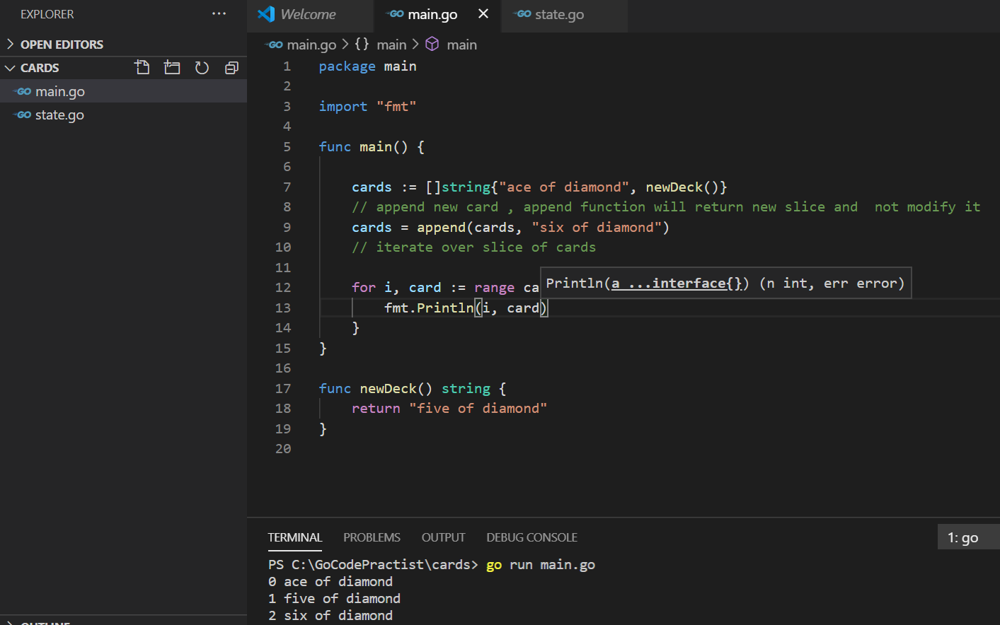 EXPLORER ...
OPEN EDITORS
CARDS
GO main.go
GO state.go
Welcome
GO main.go ×
GO state.go
GO main.go > {} main > main
1 package main
2
3 import "fmt"
4
5 func main() {
6
7 cards := []string{"ace of diamond", newDeck()}
8 // append new card , append function will return new slice and  not modify it
9 cards = append(cards, "six of diamond")
10 // iterate over slice of cards
11
12 for i, card := range ca
Println(a ...interface{}) (n int, err error)
13 fmt.Println(i, card)
14 }
15 }
16
17 func newDeck() string {
18 return "five of diamond"
19 }
20
TERMINAL PROBLEMS OUTPUT DEBUG CONSOLE 1: go
PS C:\GoCodePractist\cards> go run main.go
0 ace of diamond
1 five of diamond
2 six of diamond
OUTLINE